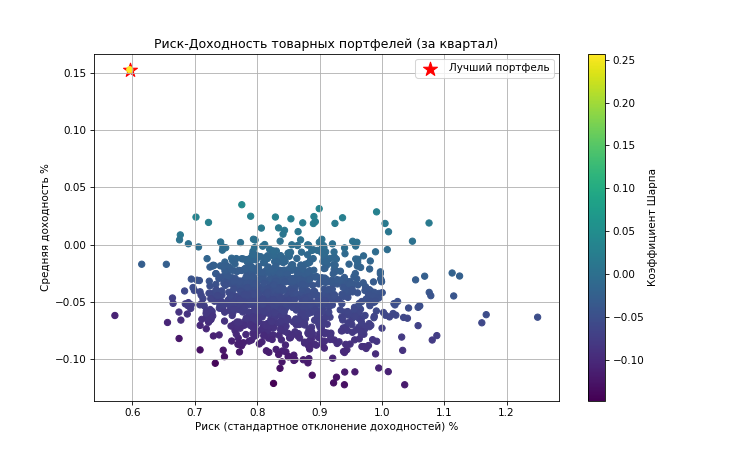 Риск-Доходность товарных портфелей (за квартал)
Лучший портфель
Средняя доходность %
0.15
0.10
0.05
0.00
−0.05
−0.10
0.6 0.7 0.8 0.9 1.0 1.1 1.2
Риск (стандартное отклонение доходностей) %
0.25
0.20
0.15
0.10
0.05
0.00
−0.05
−0.10
Коэффициент Шарпа